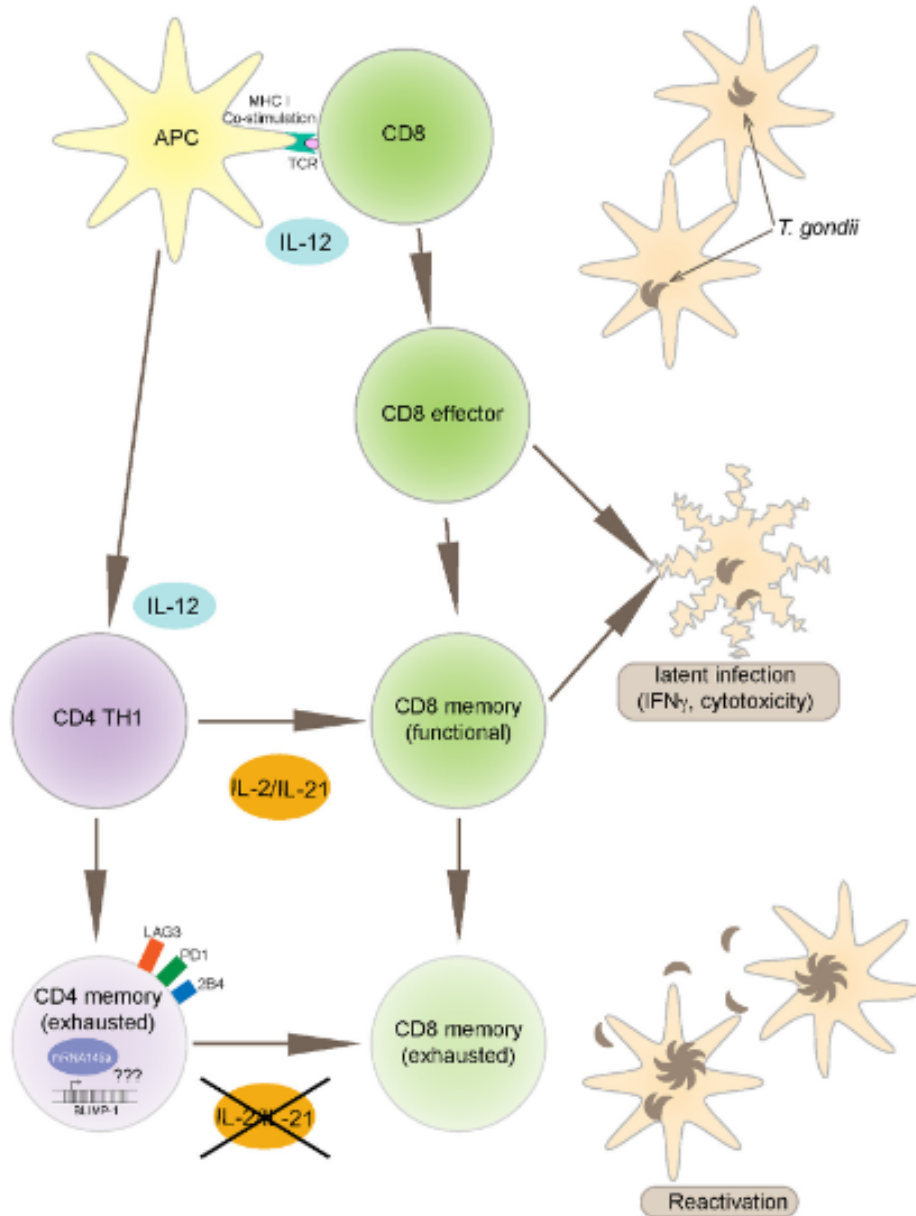 MHC I
Co-stimulation
APC
CD8
TCR
IL-12
T. gondii
CD8 effector
IL-12
latent infection
(IFNγ, cytotoxicity)
CD4 TH1
CD8 memory
(functional)
IL-2/IL-21
LAG3
PD1
2B4
CD4 memory
(exhausted)
CD8 memory
(exhausted)
???
BLIMP-1
IL-2/IL-21
Reactivation